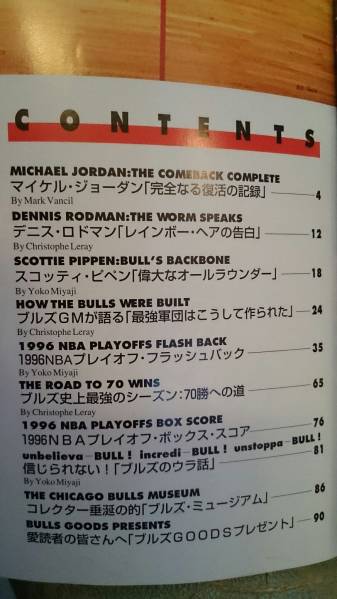 CONTENTS
MICHAEL JORDAN:THE COMEBACK COMPLETE
マイケル・ジョーダン「完全なる復活の記録」 4
By Mark Vancil
DENNIS RODMAN:THE WORM SPEAKS
デニス・ロドマン「レインボー・ヘアの告白」 12
By Christophe Leray
SCOTTIE PIPPEN:BULL'S BACKBONE
スコッティ・ピペン「偉大なオールラウンダー」 18
By Yoko Miyaji
HOW THE BULLS WERE BUILT
ブルズGMが語る「最強軍団はこうして作られた」 24
By Christophe Leray
1996 NBA PLAYOFFS FLASH BACK
1996NBAプレイオフ・フラッシュバック 35
By Yoko Miyaji
THE ROAD TO 70 WINS
ブルズ史上最強のシーズン:70勝への道 65
By Christophe Leray
1996 NBA PLAYOFFS BOX SCORE
1996NBAプレイオフ・ボックス・スコア 76
unbelieva-BULL! incredi-BULL! unstoppa-BULL!
信じられない!「ブルズのウラ話」 81
By Yoko Miyaji
THE CHICAGO BULLS MUSEUM
コレクター垂涎の的「ブルズ・ミュージアム」 86
BULLS GOODS PRESENTS
愛読者の皆さんへ「ブルズGOODSプレゼント」 90